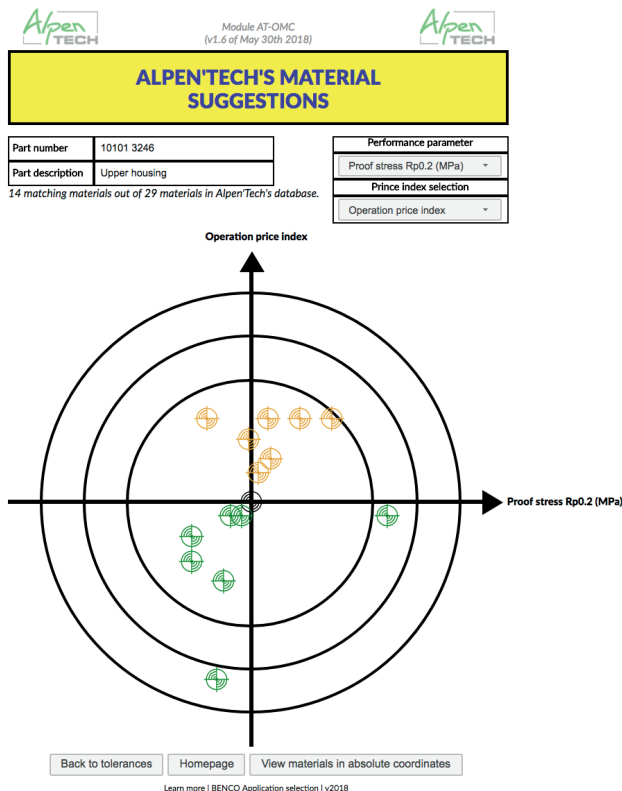 Alpen
TECH
Module AT-OMC
(v1.6 of May 30th 2018)
Alpen
TECH
ALPEN'TECH'S MATERIAL
SUGGESTIONS
Part number 10101 3246
Part description Upper housing
14 matching materials out of 29 materials in Alpen'Tech's database.
Performance parameter
Proof stress Rp0.2 (MPa)
Prince index selection
Operation price index
Operation price index
Proof stress Rp0.2 (MPa)
Back to tolerances Homepage View materials in absolute coordinates
Learn more | BENCO Application selection | v2018